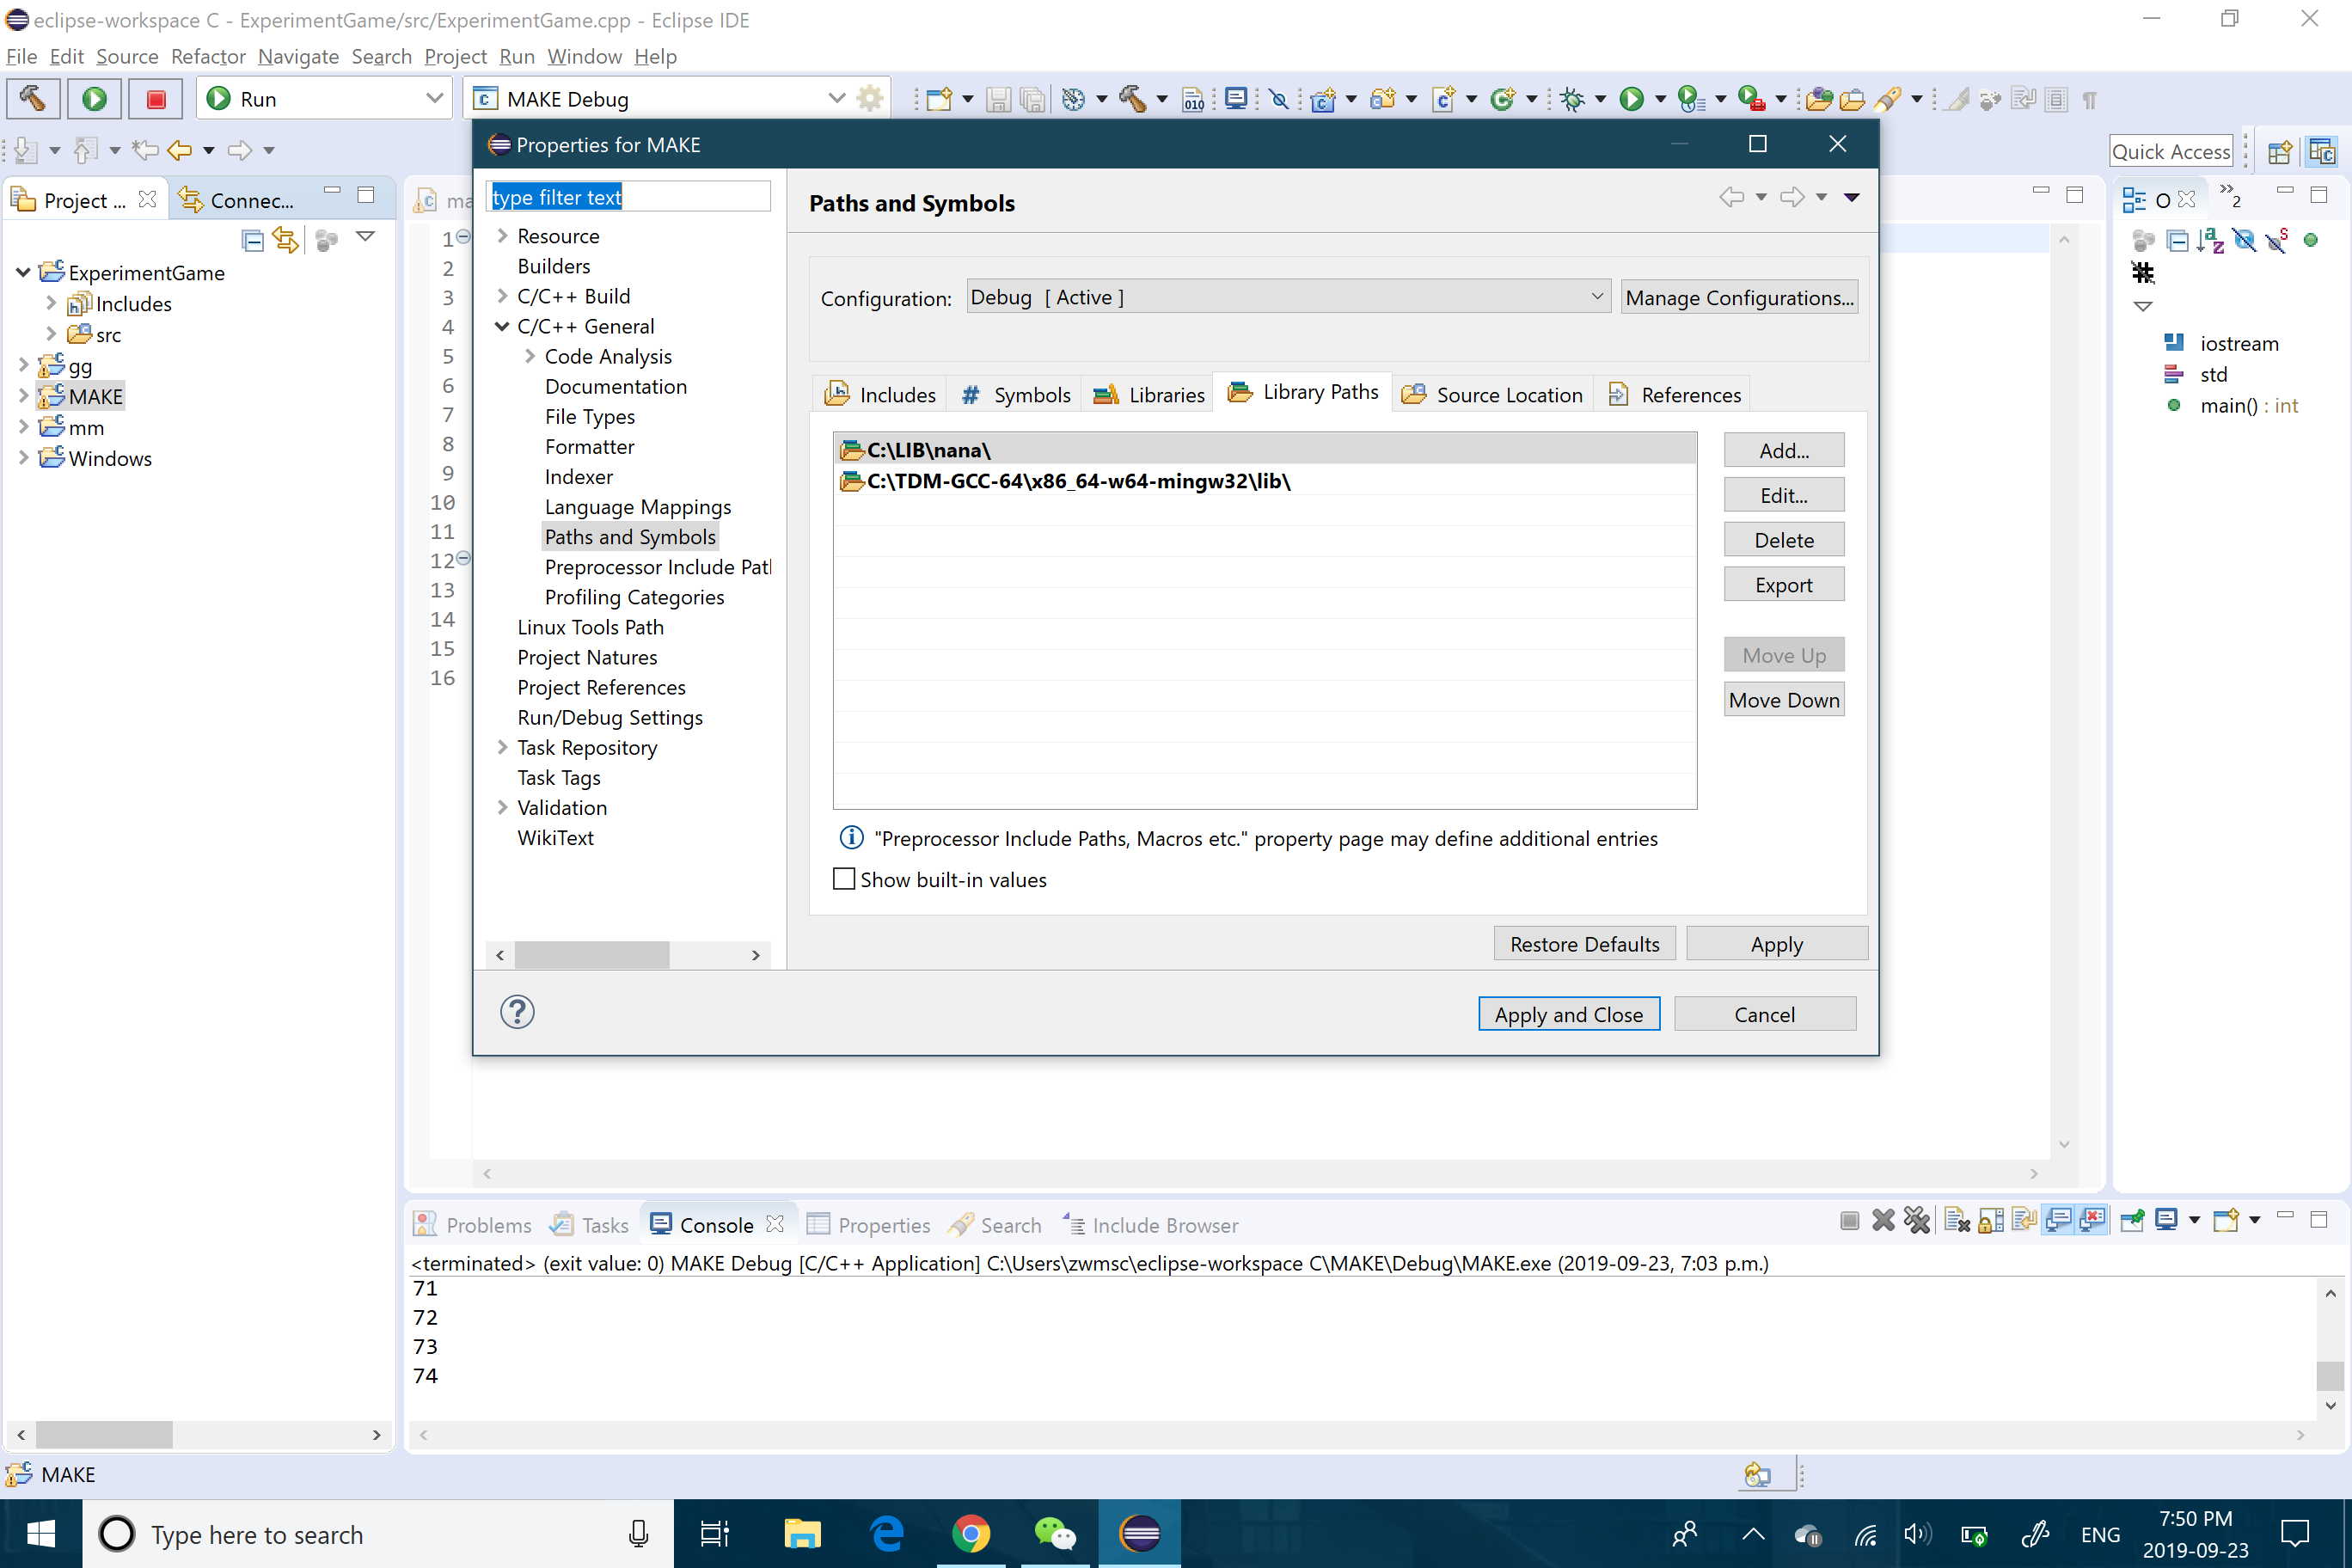 eclipse-workspace C - ExperimentGame/src/ExperimentGame.cpp - Eclipse IDE
File Edit Source Refactor Navigate Search Project Run Window Help
Run
MAKE Debug
010
Quick Access
Project ...
Connec...
ExperimentGame
Includes
src
gg
MAKE
mm
Windows
ma
1
2
3
4
5
6
7
8
9
10
11
12
13
14
15
16
Properties for MAKE
type filter text
Resource
Builders
C/C++ Build
C/C++ General
Code Analysis
Documentation
File Types
Formatter
Indexer
Language Mappings
Paths and Symbols
Preprocessor Include Patl
Profiling Categories
Linux Tools Path
Project Natures
Project References
Run/Debug Settings
Task Repository
Task Tags
Validation
WikiText
Paths and Symbols
Configuration: Debug [ Active ] Manage Configurations...
Includes # Symbols Libraries Library Paths Source Location References
C:\LIB\nana\
C:\TDM-GCC-64\x86_64-w64-mingw32\lib\
Add...
Edit...
Delete
Export
Move Up
Move Down
"Preprocessor Include Paths, Macros etc." property page may define additional entries
Show built-in values
Restore Defaults Apply
Apply and Close Cancel
O
2
iostream
std
main() : int
Problems Tasks Console Properties Search Include Browser
<terminated> (exit value: 0) MAKE Debug [C/C++ Application] C:\Users\zwmsc\eclipse-workspace C\MAKE\Debug\MAKE.exe (2019-09-23, 7:03 p.m.)
71
72
73
74
MAKE
Type here to search
ENG
7:50 PM
2019-09-23